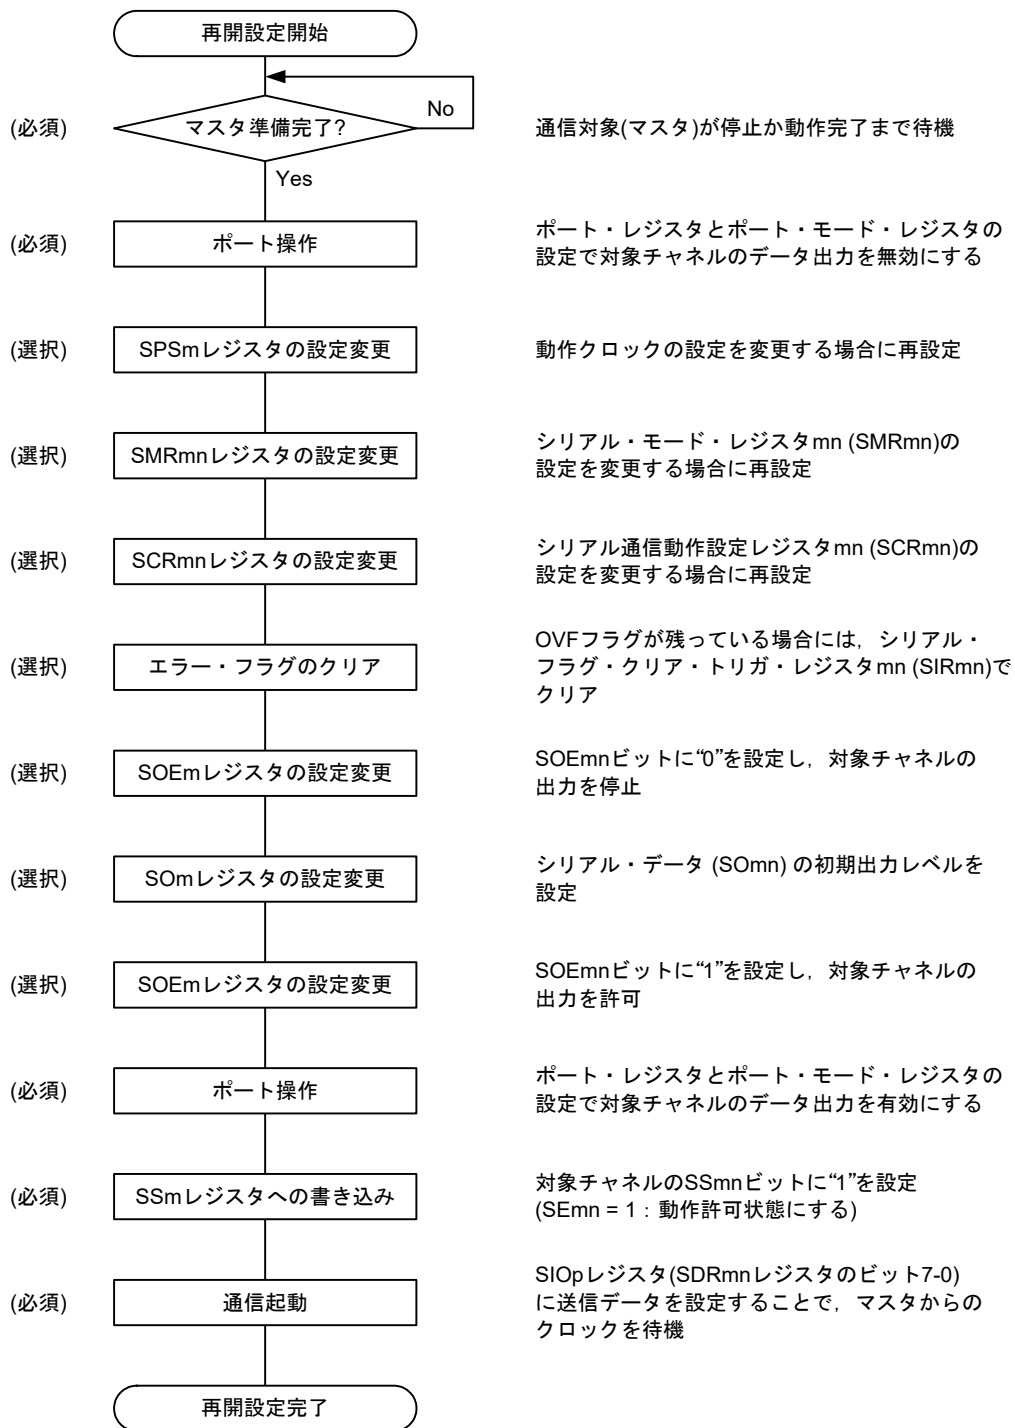 再開設定開始
No
(必須)
マスタ準備完了?
通信対象(マスタ)が停止か動作完了まで待機
Yes
(必須)
ポート操作
ポート・レジスタとポート・モード・レジスタの
設定で対象チャネルのデータ出力を無効にする
(選択)
SPSmレジスタの設定変更
動作クロックの設定を変更する場合に再設定
(選択)
SMRmnレジスタの設定変更
シリアル・モード・レジスタmn (SMRmn)の
設定を変更する場合に再設定
(選択)
SCRmnレジスタの設定変更
シリアル通信動作設定レジスタmn (SCRmn)の
設定を変更する場合に再設定
(選択)
エラー・フラグのクリア
OVFフラグが残っている場合には，シリアル・
フラグ・クリア・トリガ・レジスタmn (SIRmn)で
クリア
(選択)
SOEmレジスタの設定変更
SOEmnビットに“0”を設定し，対象チャネルの
出力を停止
(選択)
SOmレジスタの設定変更
シリアル・データ (SOmn) の初期出力レベルを
設定
(選択)
SOEmレジスタの設定変更
SOEmnビットに“1”を設定し，対象チャネルの
出力を許可
(必須)
ポート操作
ポート・レジスタとポート・モード・レジスタの
設定で対象チャネルのデータ出力を有効にする
(必須)
SSmレジスタへの書き込み
対象チャネルのSSmnビットに“1”を設定
(SEmn = 1：動作許可状態にする)
(必須)
通信起動
SIOpレジスタ(SDRmnレジスタのビット7-0)
に送信データを設定することで，マスタからの
クロックを待機
再開設定完了